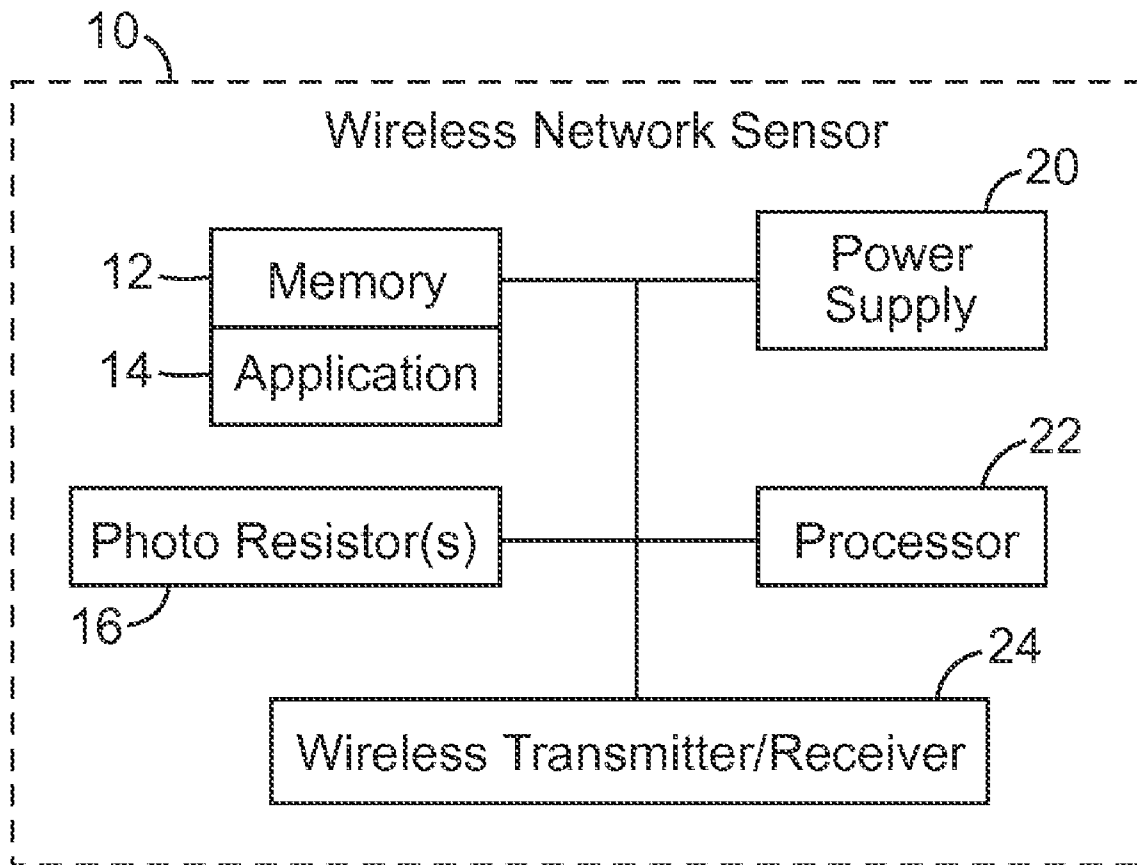 10
Wireless Network Sensor
20
12
Memory
Power
Supply
14
Application
22
Photo Resistor(s)
Processor
16
24
Wireless Transmitter/Receiver